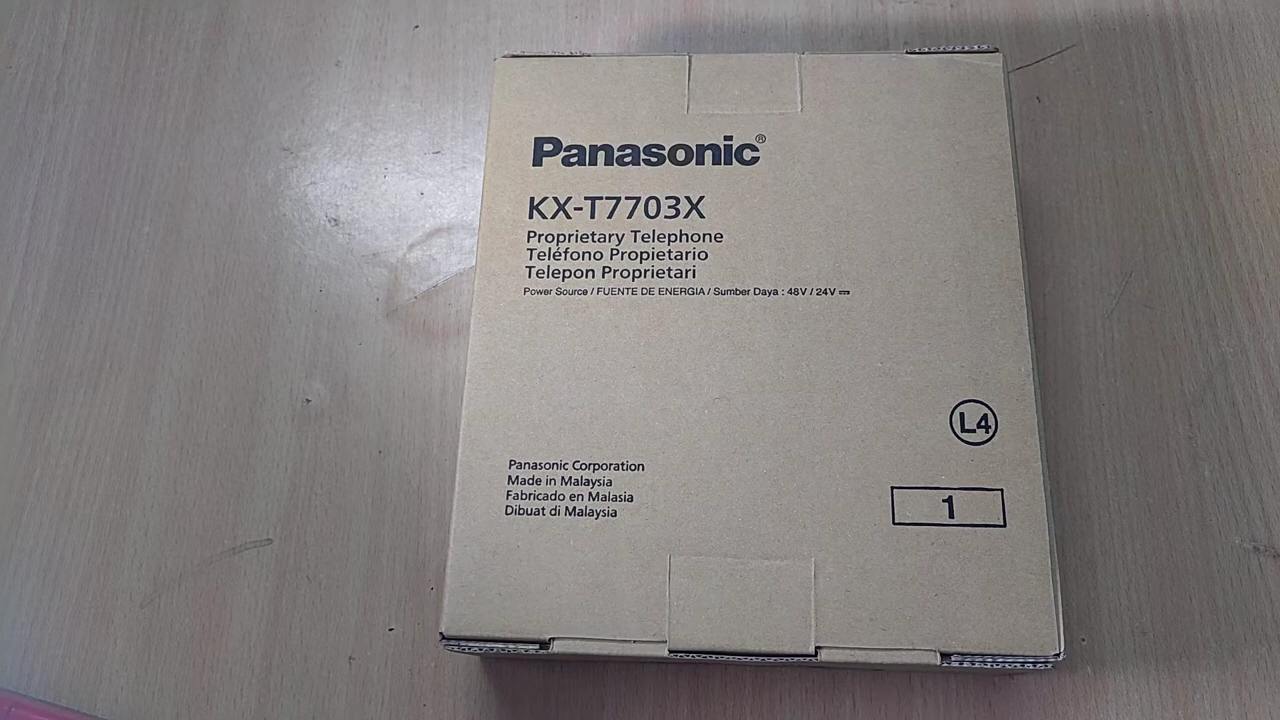 Panasonic®
KX-T7703X
Proprietary Telephone
Teléfono Propietario
Telepon Proprietari
Power Source / FUENTE DE ENERGIA / Sumber Daya : 48V / 24V ⎓
L4
Panasonic Corporation
Made in Malaysia
Fabricado en Malasia
Dibuat di Malaysia
1